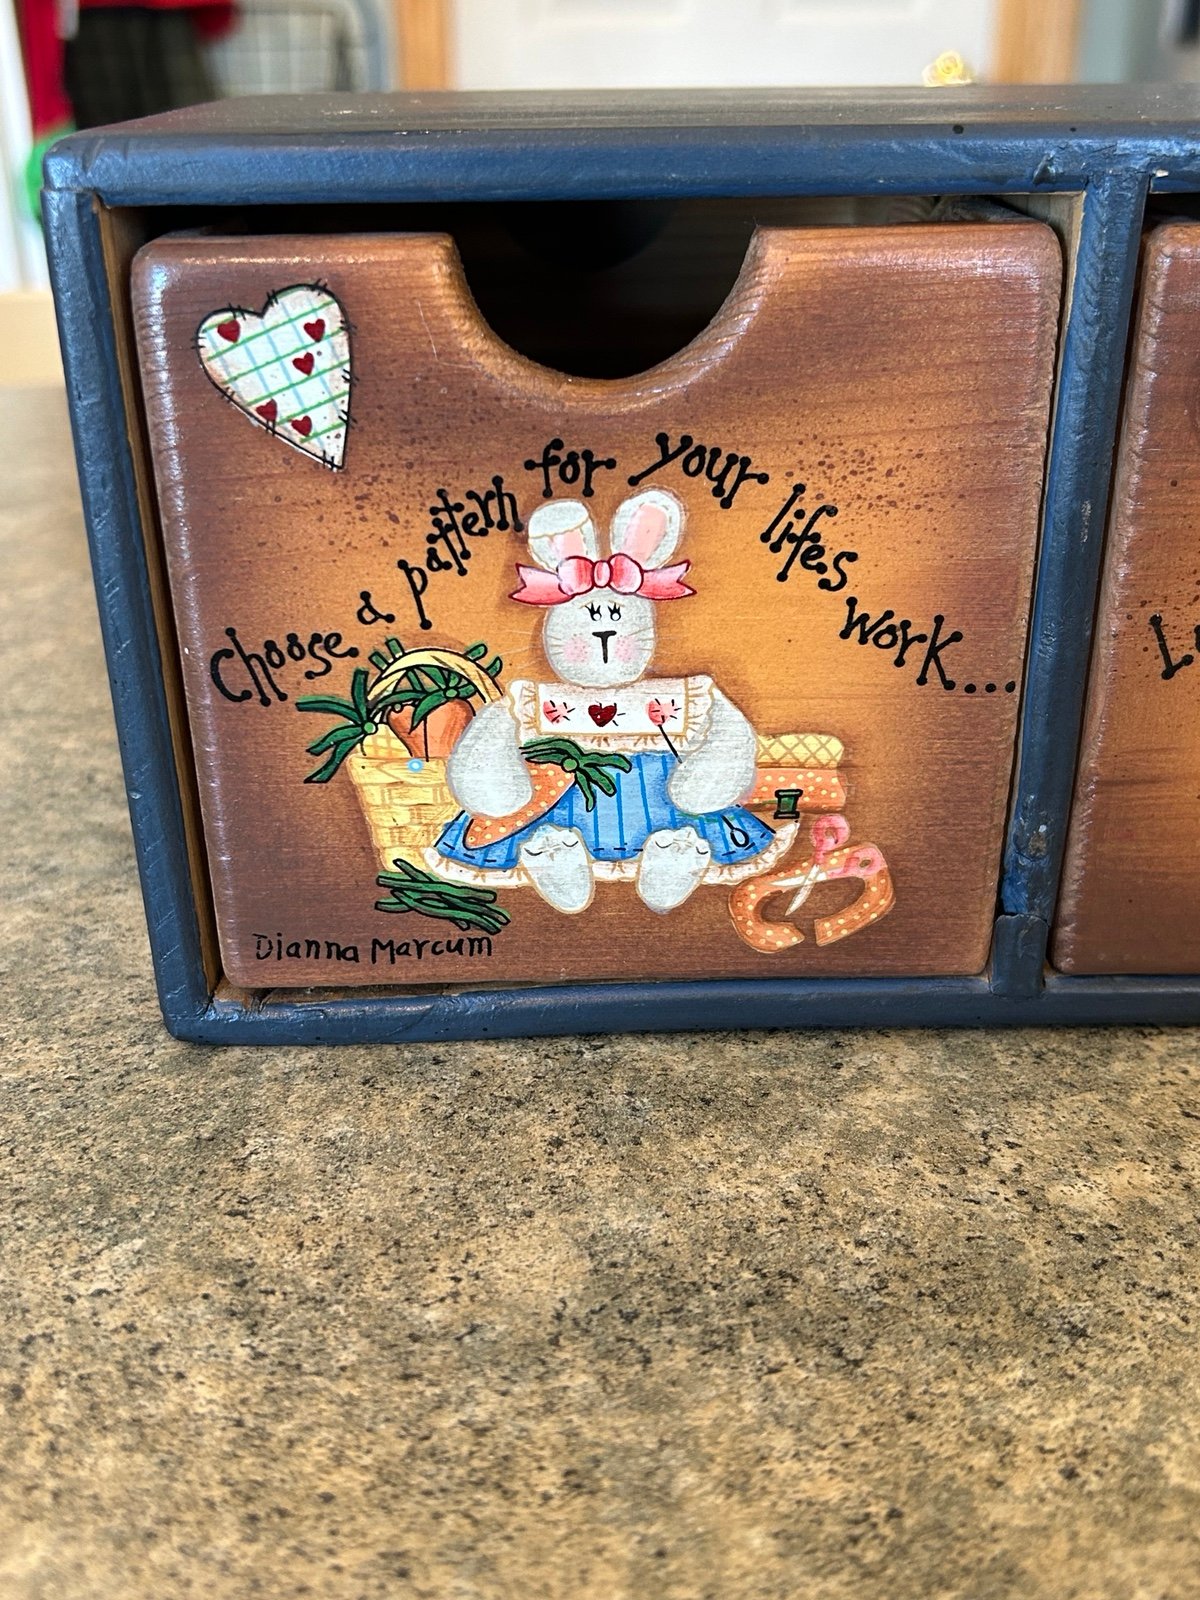 Choose a pattern for your lifes work...
Dianna Marcum